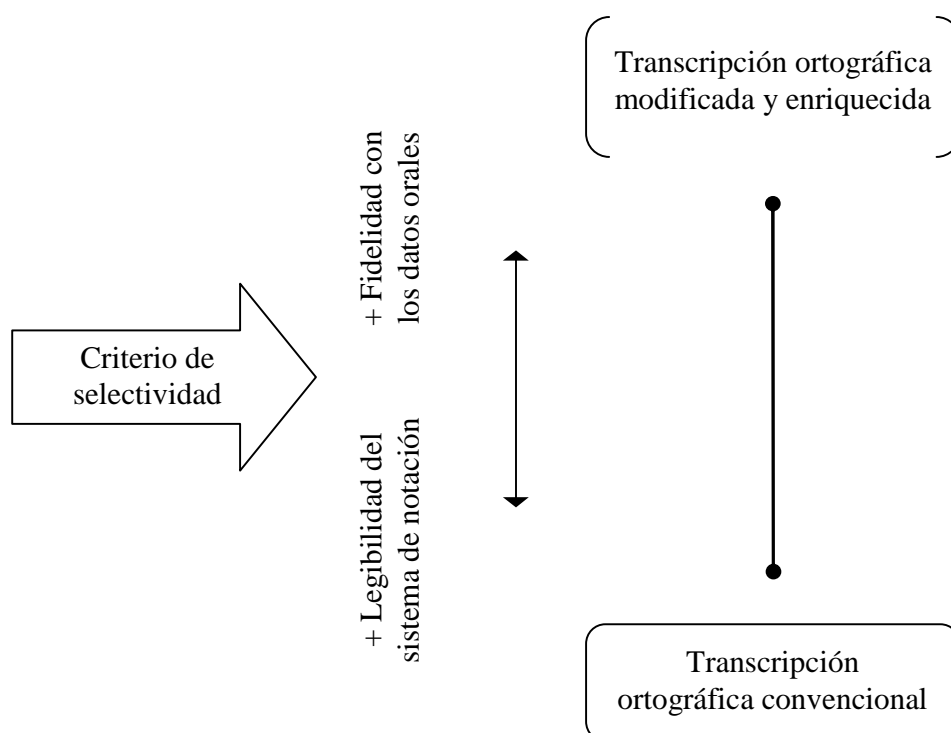 Transcripción ortográfica
modificada y enriquecida
+ Fidelidad con
los datos orales
Criterio de
selectividad
+ Legibilidad del
sistema de notación
Transcripción
ortográfica convencional